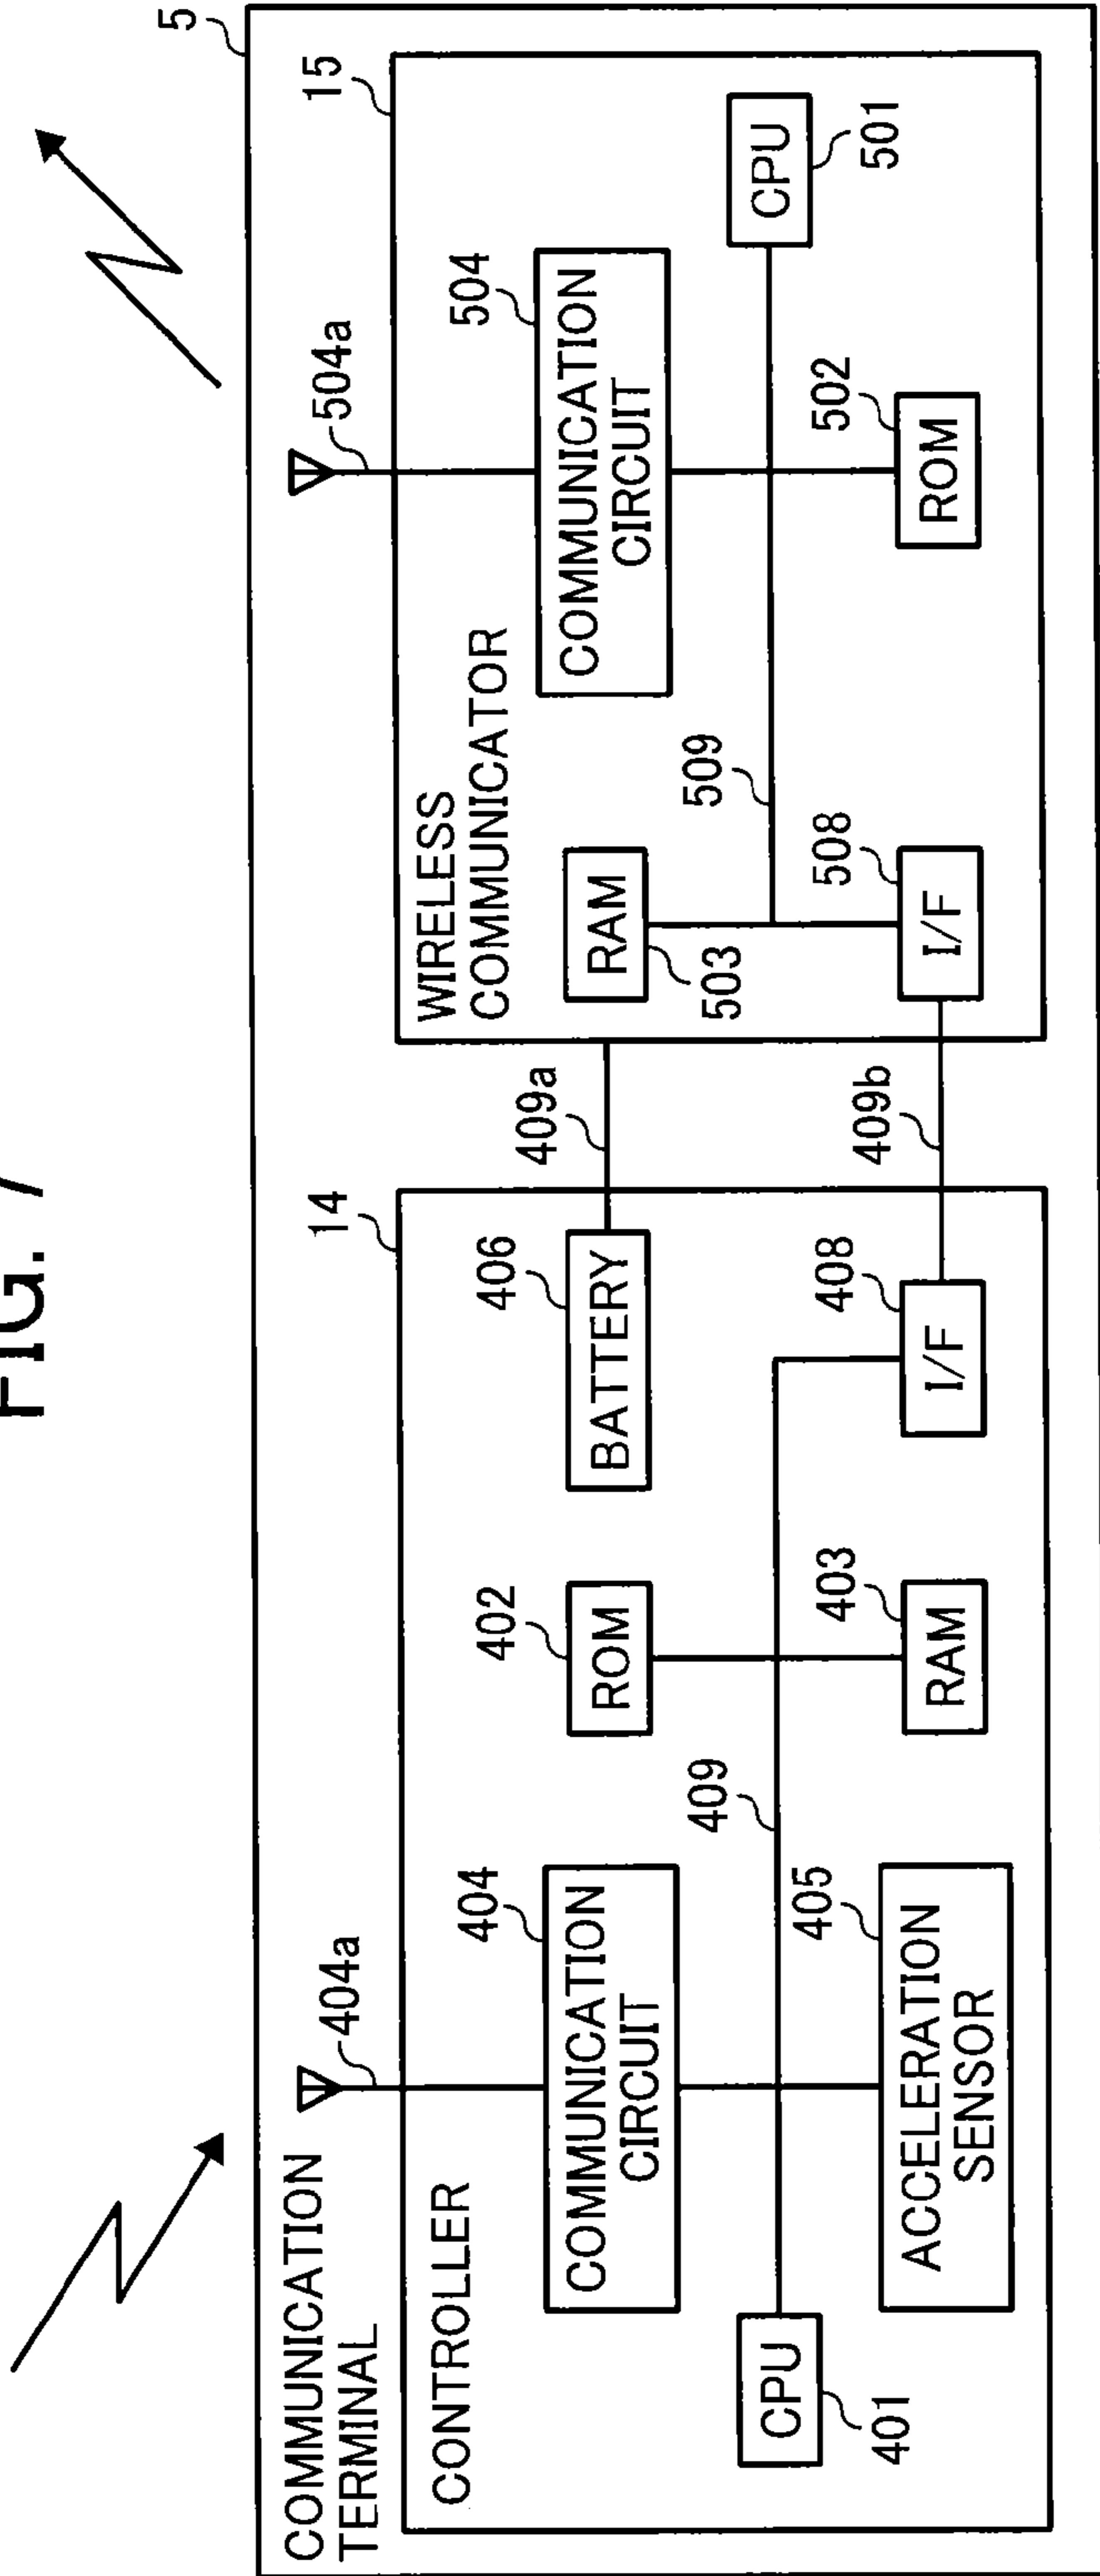 FIG. 7
5
COMMUNICATION
TERMINAL
404a
504a
14
15
CONTROLLER
WIRELESS
COMMUNICATOR
404
COMMUNICATION
CIRCUIT
402
ROM
406
BATTERY
409a
RAM
503
504
COMMUNICATION
CIRCUIT
409
509
CPU
401
CPU
501
405
ACCELERATION
SENSOR
403
RAM
408
I/F
409b
508
I/F
502
ROM